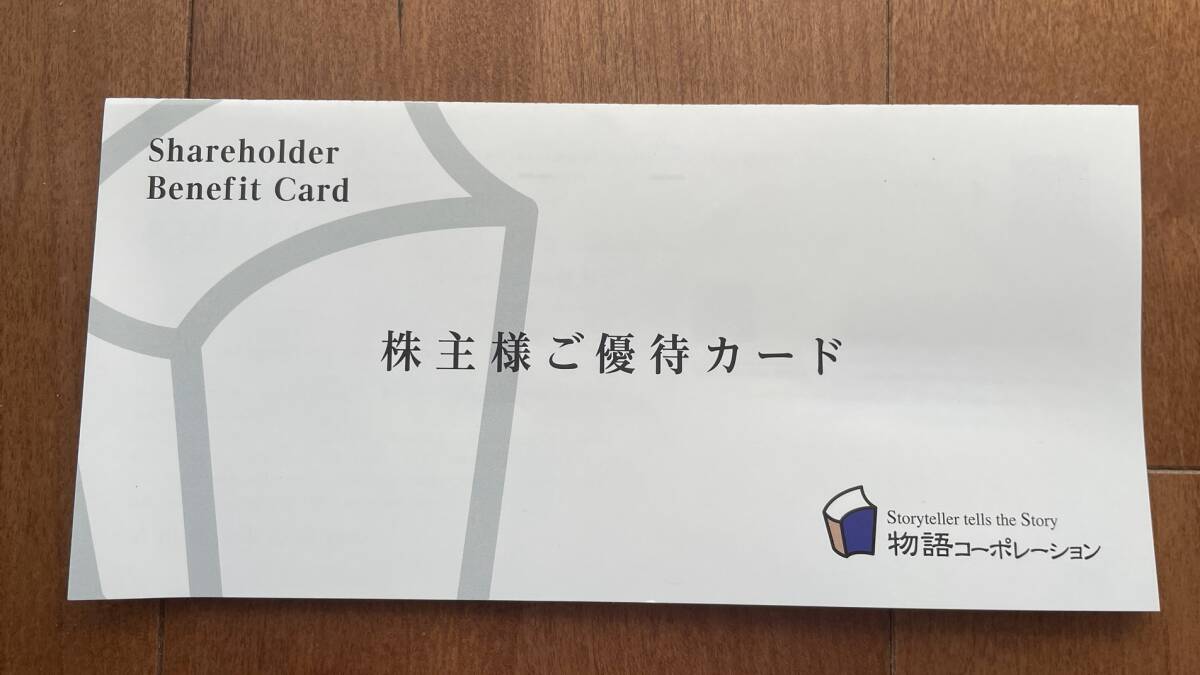 Shareholder
Benefit Card
株主様ご優待カード
Storyteller tells the Story
物語コーポレーション